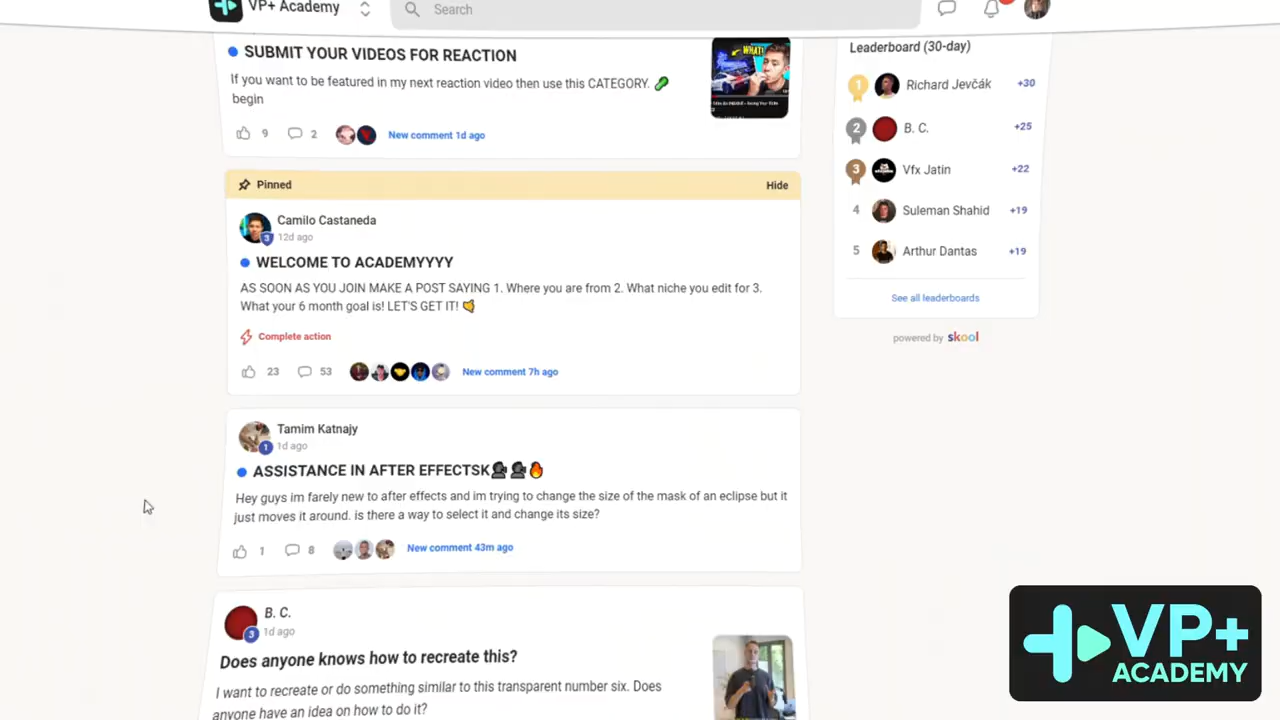 VP+ Academy
Search
SUBMIT YOUR VIDEOS FOR REACTION
If you want to be featured in my next reaction video then use this CATEGORY.
begin
9
2
New comment 1d ago
WHAT!
Pinned
Hide
Camilo Castaneda
3
12d ago
WELCOME TO ACADEMYYYY
AS SOON AS YOU JOIN MAKE A POST SAYING 1. Where you are from 2. What niche you edit for 3.
What your 6 month goal is! LET'S GET IT!
Complete action
23
53
New comment 7h ago
Tamim Katnajy
1
1d ago
ASSISTANCE IN AFTER EFFECTSK
Hey guys im farely new to after effects and im trying to change the size of the mask of an eclipse but it
just moves it around. is there a way to select it and change its size?
1
8
New comment 43m ago
B. C.
3
1d ago
Does anyone knows how to recreate this?
I want to recreate or do something similar to this transparent number six. Does
anyone have an idea on how to do it?
Leaderboard (30-day)
1 Richard Jevčák +30
2 B. C. +25
3 Vfx Jatin +22
4 Suleman Shahid +19
5 Arthur Dantas +19
See all leaderboards
powered by skool
VP+
ACADEMY